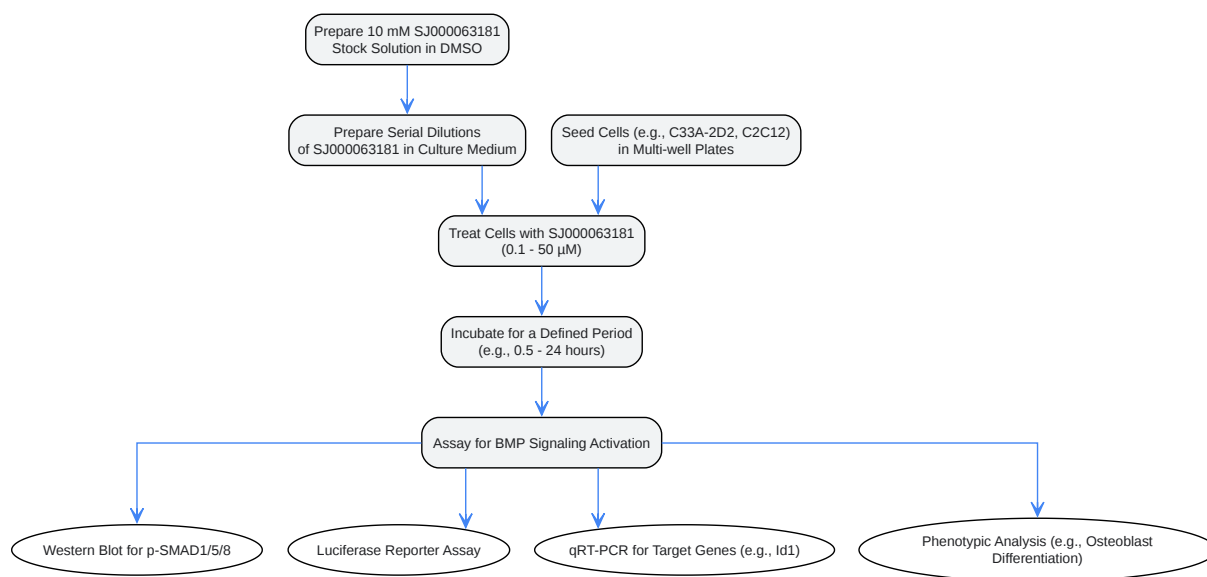 Prepare 10 mM SJ000063181
Stock Solution in DMSO
Prepare Serial Dilutions
of SJ000063181 in Culture Medium
Seed Cells (e.g., C33A-2D2, C2C12)
in Multi-well Plates
Treat Cells with SJ000063181
(0.1 - 50 µM)
Incubate for a Defined Period
(e.g., 0.5 - 24 hours)
Assay for BMP Signaling Activation
Western Blot for p-SMAD1/5/8
Luciferase Reporter Assay
qRT-PCR for Target Genes (e.g., Id1)
Phenotypic Analysis (e.g., Osteoblast
Differentiation)